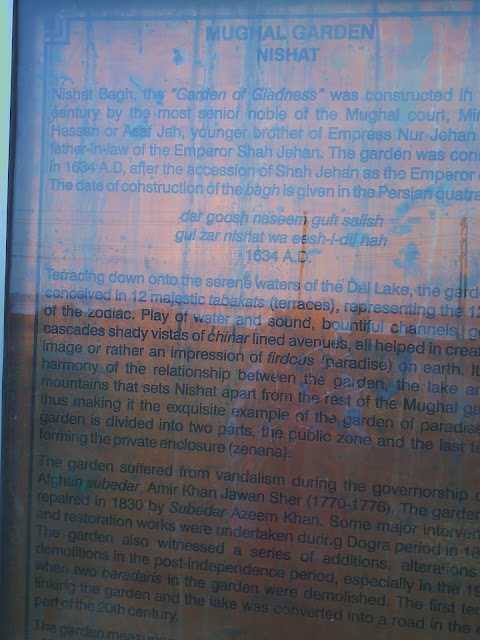 MUGHAL GARDEN
NISHAT
Nishat Bagh, the "Garden of Gladness" was constructed in
century by the most senior noble of the Mughal court,
Hassan or Asaf Jah, younger brother of Empress Nur Jehan
father-in-law of the Emperor Shah Jehan. The garden was
in 1634 A.D, after the accession of Shah Jehan as the Emperor
The date of cohstruction of the bagh is given in the Persian
dar goosh naseem guft salish
gul zar nishat wa eesh-i-dil hah
1634 A.D.
Terracing down onto the serene waters of the Dal Lake, the
conceived in 12 majestic tabakats (terraces), representing the 12
of the zodiac. Play of water and sound, bountiful channels,
cascades shady vistas of chinar lined avenues, all helped in
image or rather an impression of firdous (paradise) on earth. It
harmony of the relationship between the garden, the lake
mountains that sets Nishat apart from the rest of the Mughal
thus making it the exquisite example of the garden of
garden is divided into two parts, the public zone and the last
forming the private enclosure (zenana).
The garden suffered from vandalism during the governorship
Afghan subedar, Amir Khan Jawan Sher (1770-1776). The
repaired in 1830 by Subedar Azeem Khan. Some major
and restoration works were undertaken during Dogra period in
The garden also witnessed a series of additions, alterations
demolitions in the post-independence period, especially in the
when two baradaris in the garden were demolished. The first
linking the garden and the lake was converted into a road in the
part of the 20th century.
The garden